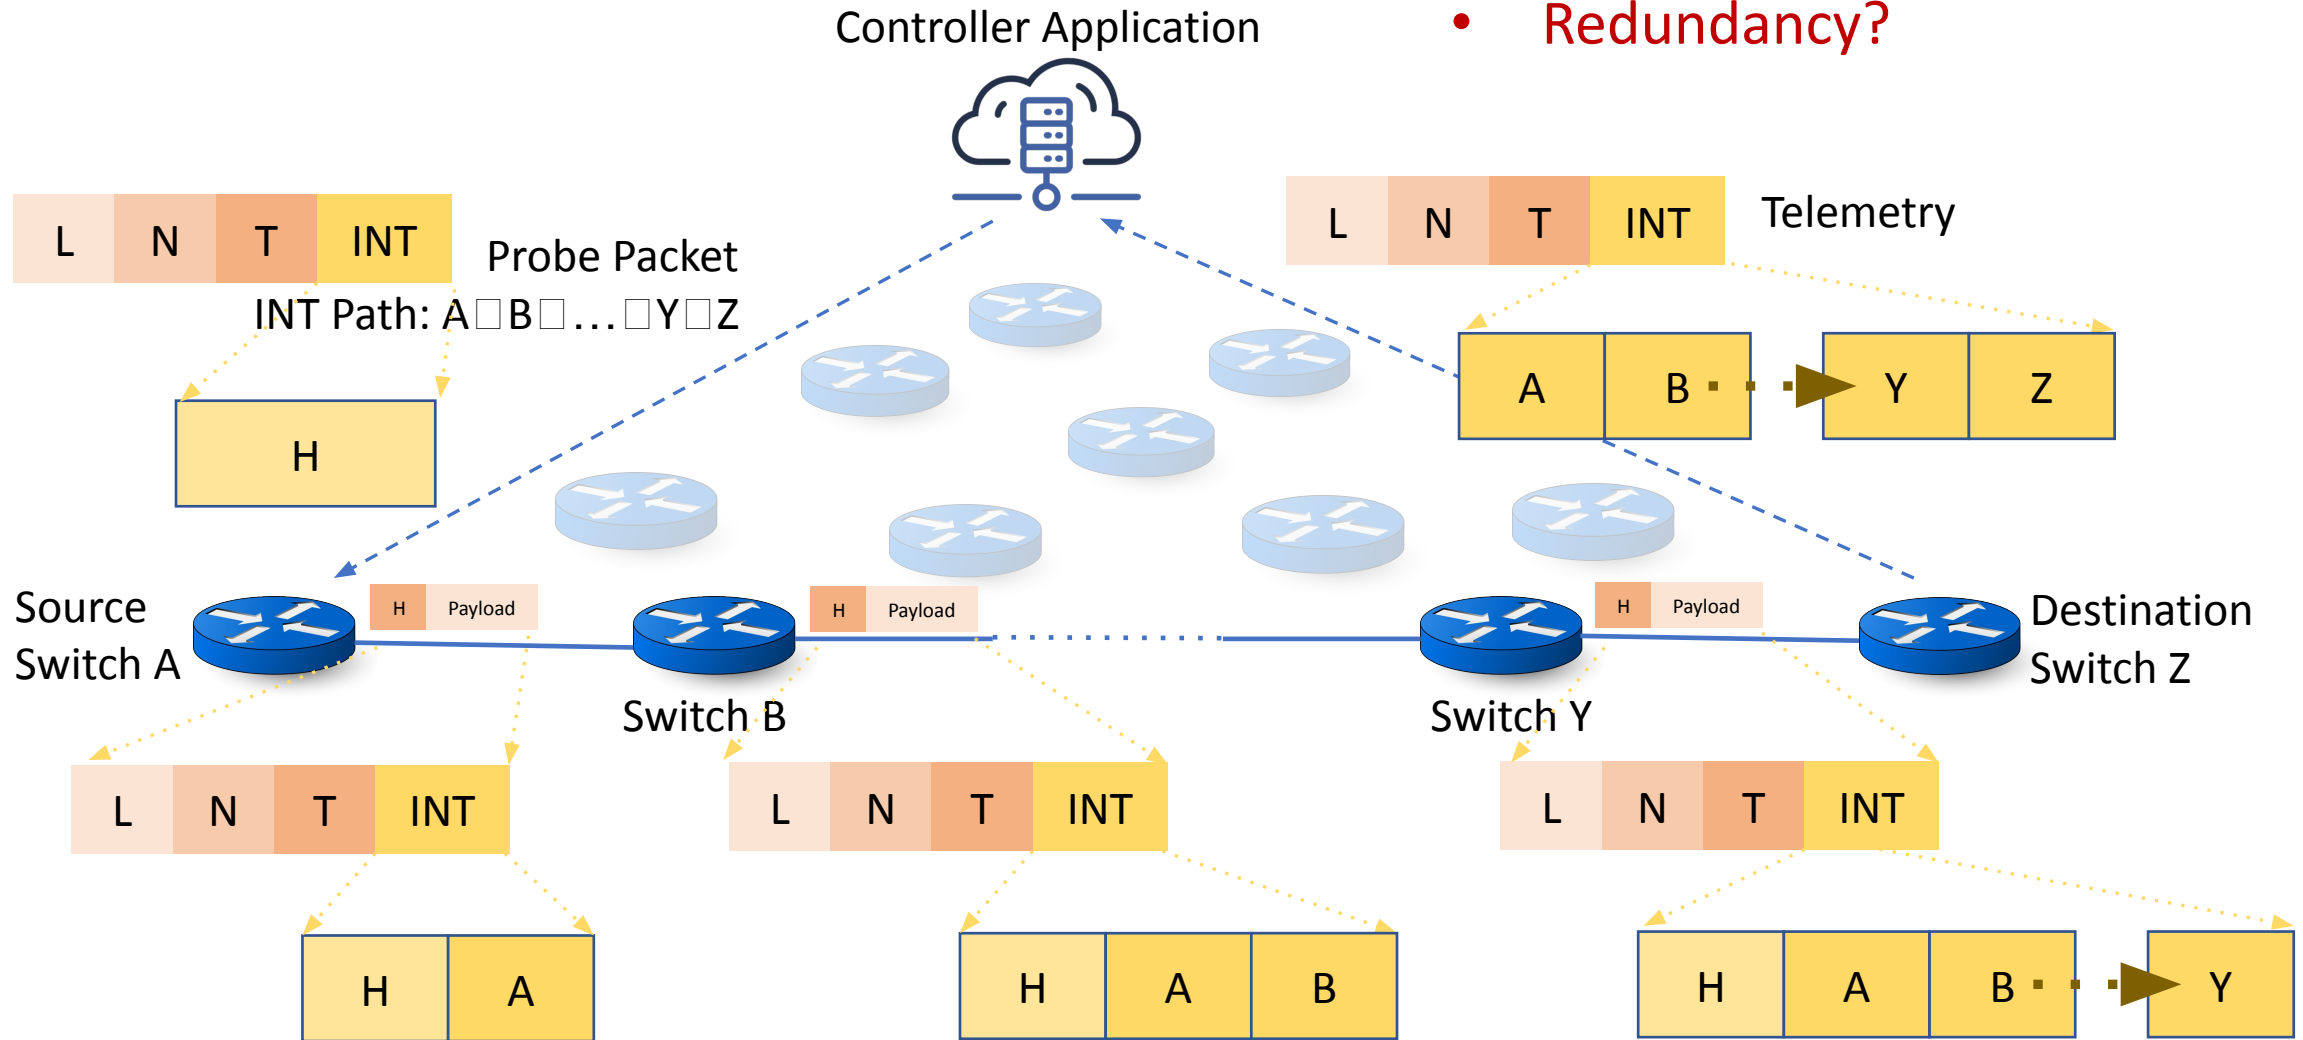 Controller Application
• Redundancy?
L N T INT
Probe Packet
INT Path: A□B□…□Y□Z
H
L N T INT
Telemetry
A B Y Z
Source
Switch A
H Payload
H Payload
H Payload
Destination
Switch Z
Switch B
Switch Y
L N T INT
L N T INT
L N T INT
H A
H A B
H A B Y